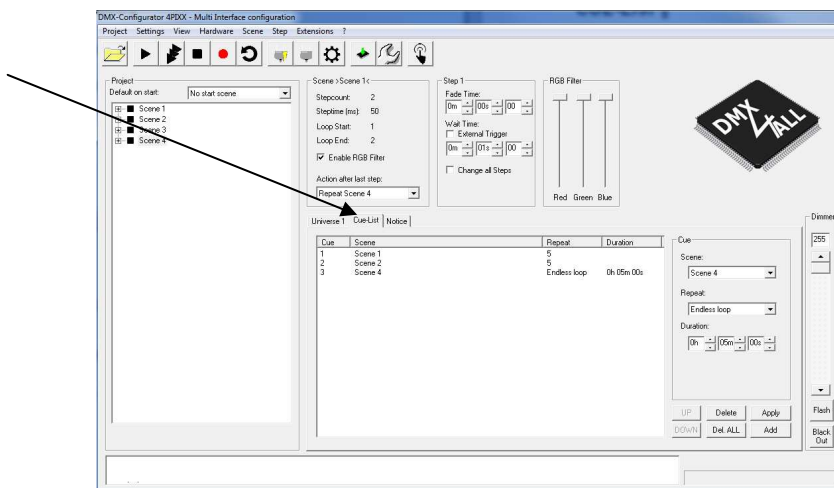 DMX-Configurator 4PIXX - Multi Interface configuration
Project Settings View Hardware Scene Step Extensions ?
Project
Default on start: No start scene
Scene 1
Scene 2
Scene 3
Scene 4
Scene >Scene 1<
Stepcount: 2
Steptime (ms): 50
Loop Start: 1
Loop End: 2
Enable RGB Filter
Action after last step:
Repeat Scene 4
Step 1
Fade Time:
0m 00s 00
Wait Time:
External Trigger
0m 01s 00
Change all Steps
RGB Filter
Red Green Blue
DMX
4ALL
Universe 1 Cue-List Notice
Cue Scene Repeat Duration
1 Scene 1 5
2 Scene 2 5
3 Scene 4 Endless loop 0h 05m 00s
Cue
Scene:
Scene 4
Repeat:
Endless loop
Duration:
0h 05m 00s
UP Delete Apply
DOWN Del. ALL Add
Dimmer
255
Flash
Black
Out